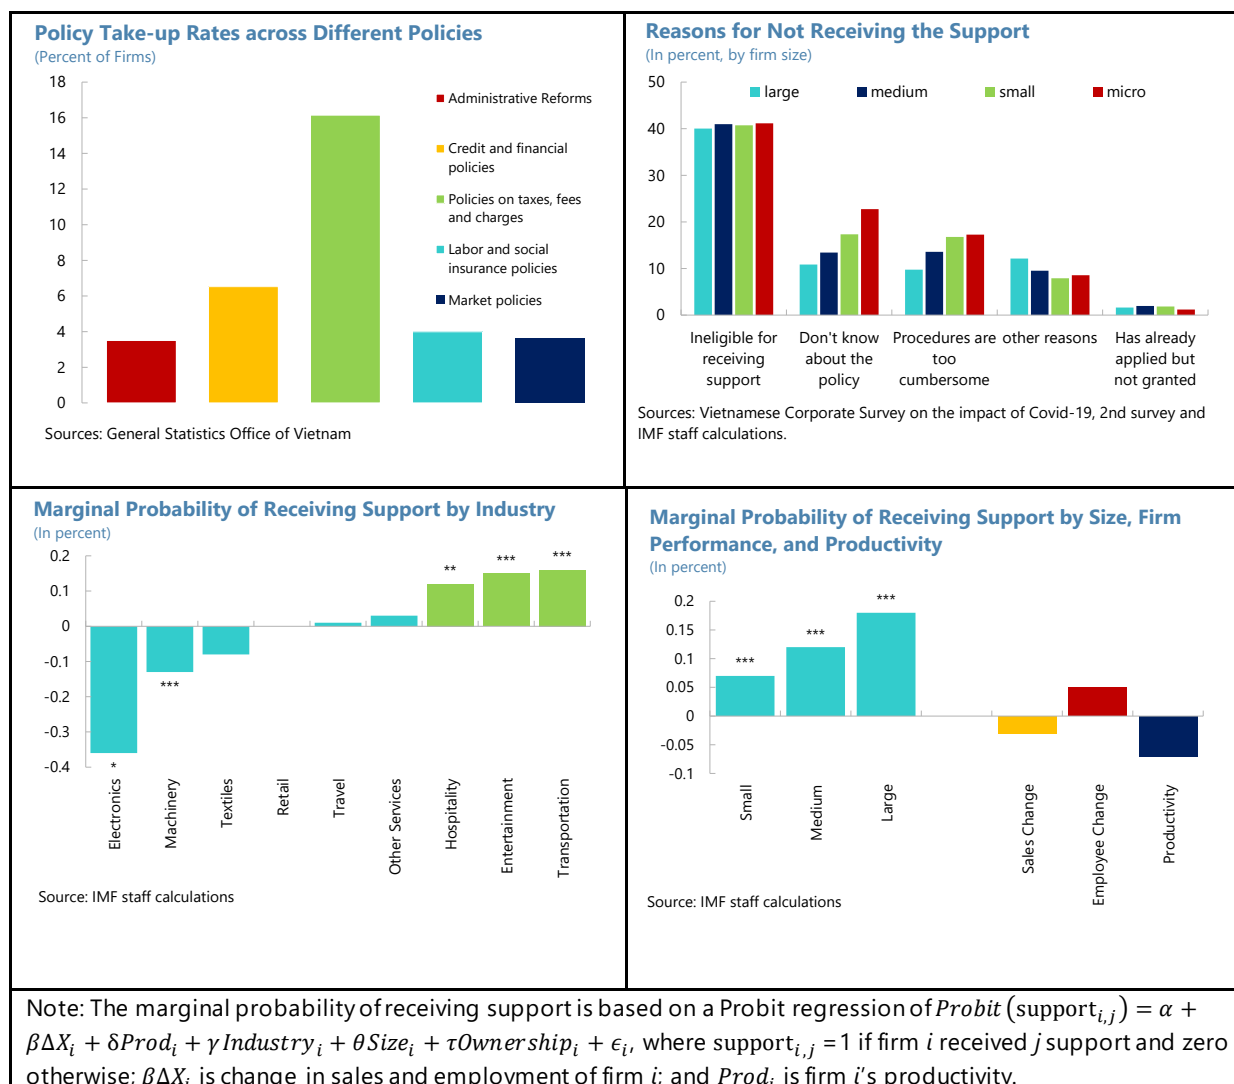 Policy Take-up Rates across Different Policies
(Percent of Firms)
18
16
14
12
10
8
6
4
2
0
Administrative Reforms
Credit and financial
policies
Policies on taxes, fees
and charges
Labor and social
insurance policies
Market policies
Sources: General Statistics Office of Vietnam
Reasons for Not Receiving the Support
(In percent, by firm size)
50
40
30
20
10
0
large medium small micro
Ineligible for
receiving
support
Don't know
about the
policy
Procedures are
too
cumbersome
other reasons
Has already
applied but
not granted
Sources: Vietnamese Corporate Survey on the impact of Covid-19, 2nd survey and
IMF staff calculations.
Marginal Probability of Receiving Support by Industry
(In percent)
0.2
0.1
0
-0.1
-0.2
-0.3
-0.4
*
***
**
***
***
Electronics
Machinery
Textiles
Retail
Travel
Other Services
Hospitality
Entertainment
Transportation
Source: IMF staff calculations
Marginal Probability of Receiving Support by Size, Firm
Performance, and Productivity
(In percent)
0.2
0.15
0.1
0.05
0
-0.05
-0.1
***
***
***
Small
Medium
Large
Sales Change
Employee Change
Productivity
Source: IMF staff calculations
Note: The marginal probability of receiving support is based on a Probit regression of 𝑃𝑟𝑜𝑏𝑖𝑡 (support𝑖,𝑗) = 𝛼 +
𝛽Δ𝑋𝑖 + δ𝑃𝑟𝑜𝑑𝑖 + 𝛾 𝐼𝑛𝑑𝑢𝑠𝑡𝑟𝑦𝑖 + 𝜃𝑆𝑖𝑧𝑒𝑖 + 𝜏𝑂𝑤𝑛𝑒𝑟𝑠ℎ𝑖𝑝𝑖 + 𝜖𝑖, where support𝑖,𝑗 =1 if firm 𝑖 received 𝑗 support and zero
otherwise; 𝛽Δ𝑋𝑖 is change in sales and employment of firm 𝑖; and 𝑃𝑟𝑜𝑑𝑖 is firm 𝑖's productivity.